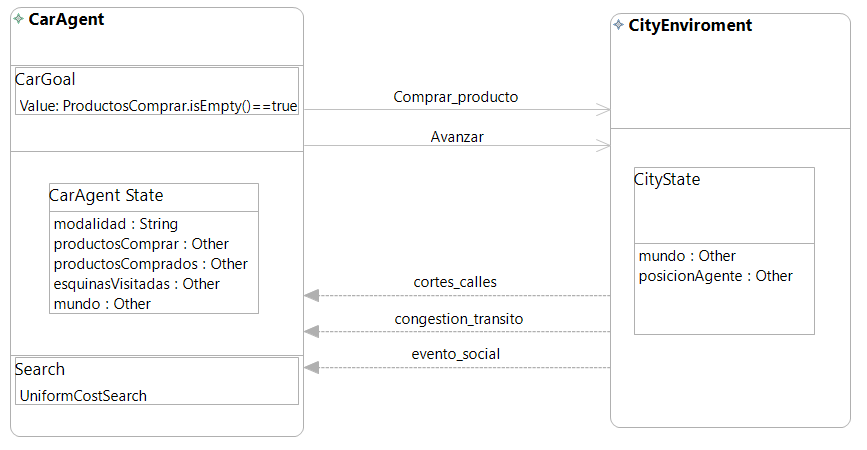 CarAgent
CarGoal
Value: ProductosComprar.isEmpty()==true
CarAgent State
modalidad : String
productosComprar : Other
productosComprados : Other
esquinasVisitadas : Other
mundo : Other
Search
UniformCostSearch
Comprar_producto
Avanzar
cortes_calles
congestion_transito
evento_social
CityEnviroment
CityState
mundo : Other
posicionAgente : Other